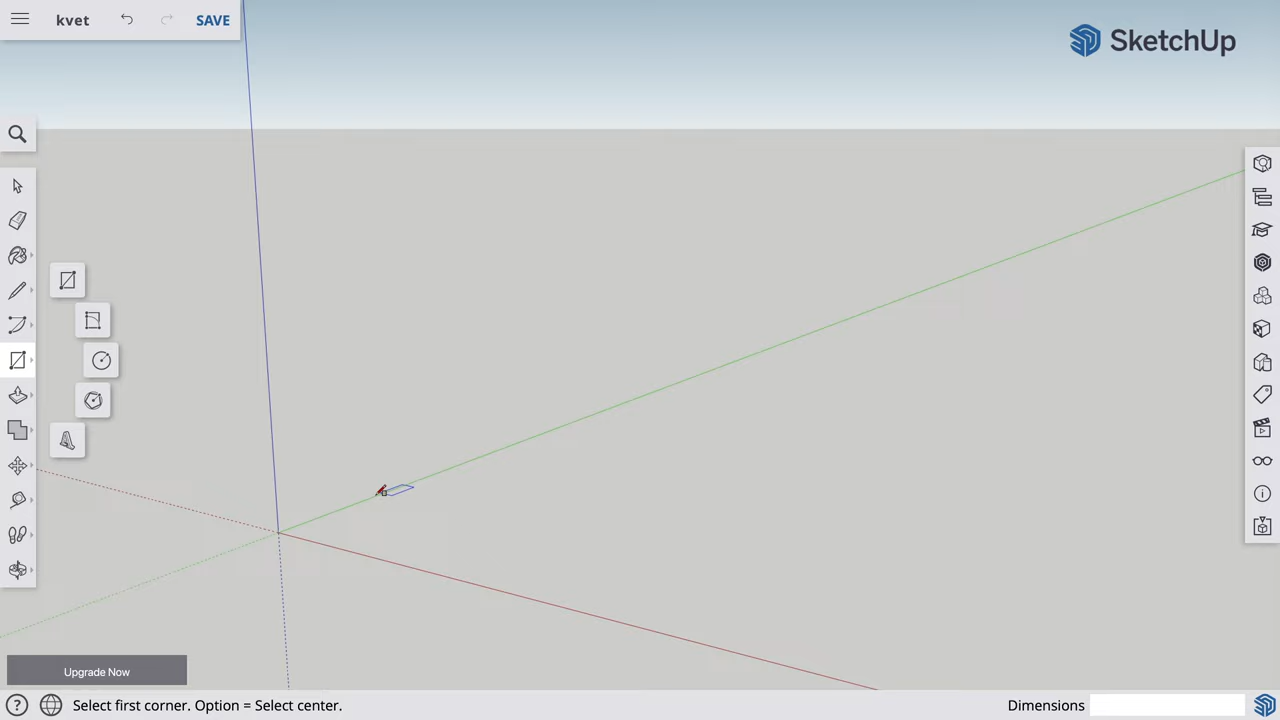 kvet
SAVE
SketchUp
Upgrade Now
Select first corner. Option = Select center.
Dimensions